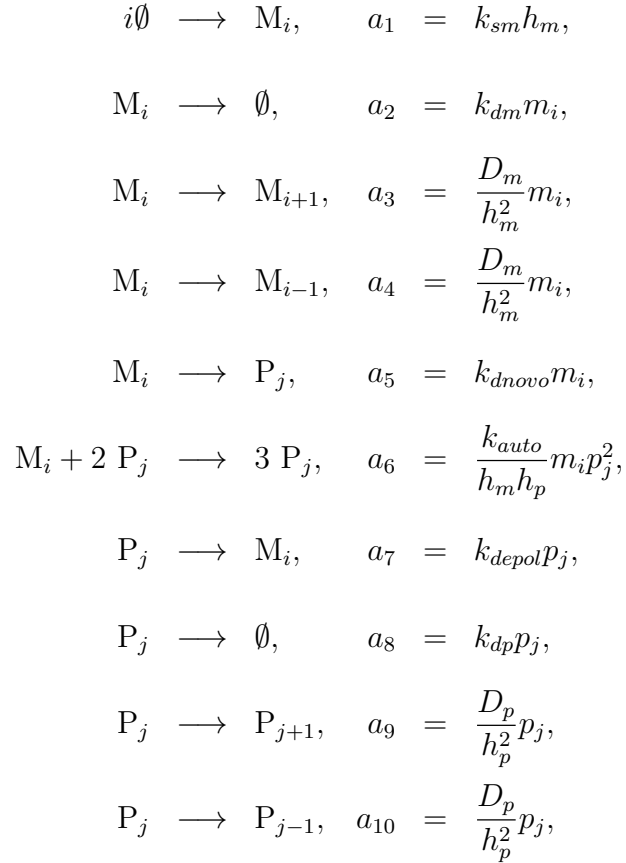 i∅ ⟶ M_i, a_1 = k_{sm}h_m,
M_i ⟶ ∅, a_2 = k_{dm}m_i,
M_i ⟶ M_{i+1}, a_3 = \frac{D_m}{h_m^2}m_i,
M_i ⟶ M_{i−1}, a_4 = \frac{D_m}{h_m^2}m_i,
M_i ⟶ P_j, a_5 = k_{dnovo}m_i,
M_i + 2 P_j ⟶ 3 P_j, a_6 = \frac{k_{auto}}{h_m h_p}m_i p_j^2,
P_j ⟶ M_i, a_7 = k_{depol}p_j,
P_j ⟶ ∅, a_8 = k_{dp}p_j,
P_j ⟶ P_{j+1}, a_9 = \frac{D_p}{h_p^2}p_j,
P_j ⟶ P_{j−1}, a_{10} = \frac{D_p}{h_p^2}p_j,